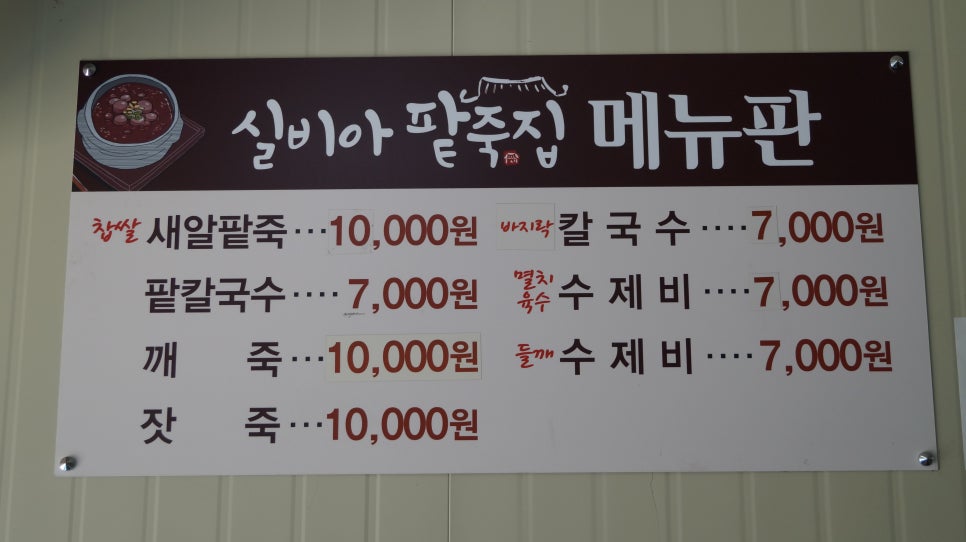 실비아 팥죽집 메뉴판
찹쌀 새알팥죽···10,000원
팥칼국수····7,000원
깨 죽···10,000원
잣 죽···10,000원
바지락 칼국수····7,000원
멸치육수 수제비····7,000원
들깨 수제비····7,000원